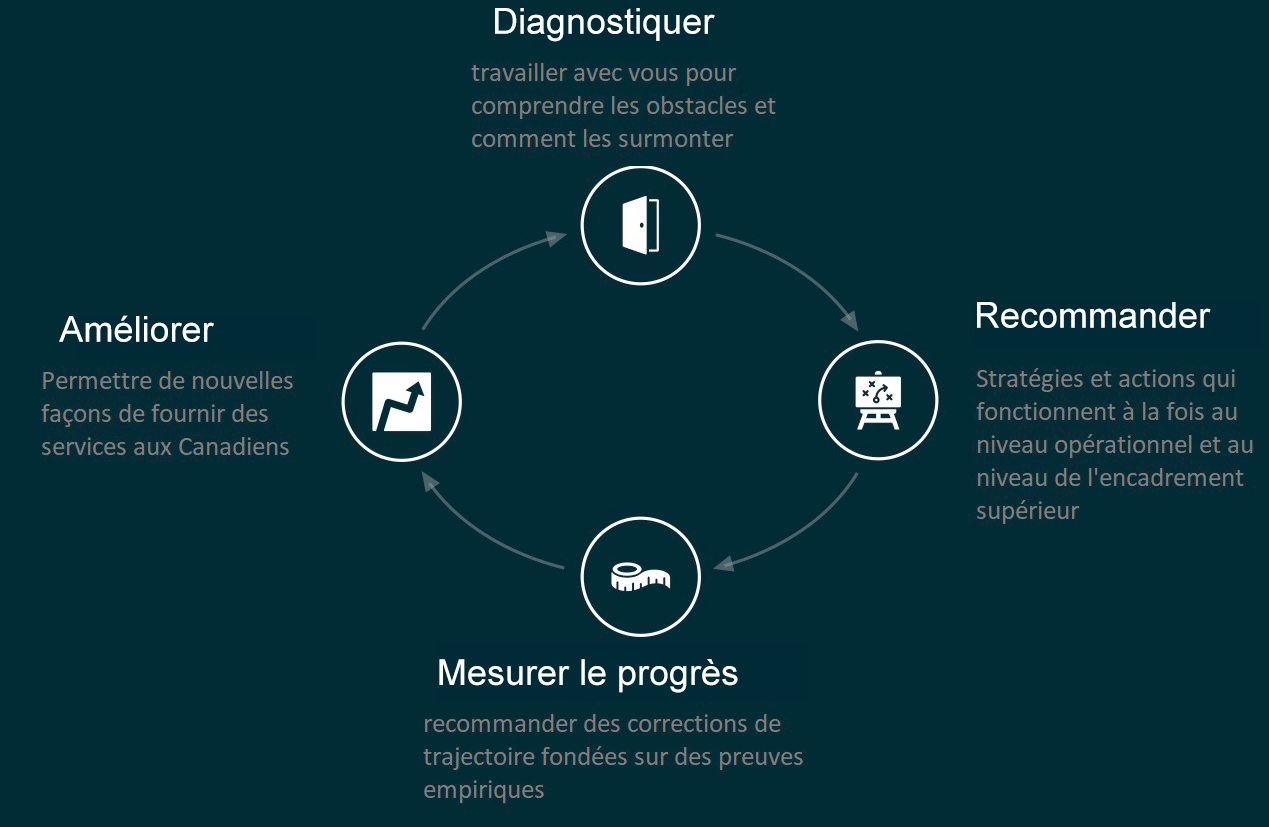 Diagnostiquer
travailler avec vous pour
comprendre les obstacles et
comment les surmonter
Améliorer
Permettre de nouvelles
façons de fournir des
services aux Canadiens
Recommander
Stratégies et actions qui
fonctionnent à la fois au
niveau opérationnel et au
niveau de l'encadrement
supérieur
Mesurer le progrès
recommander des corrections de
trajectoire fondées sur des preuves
empiriques